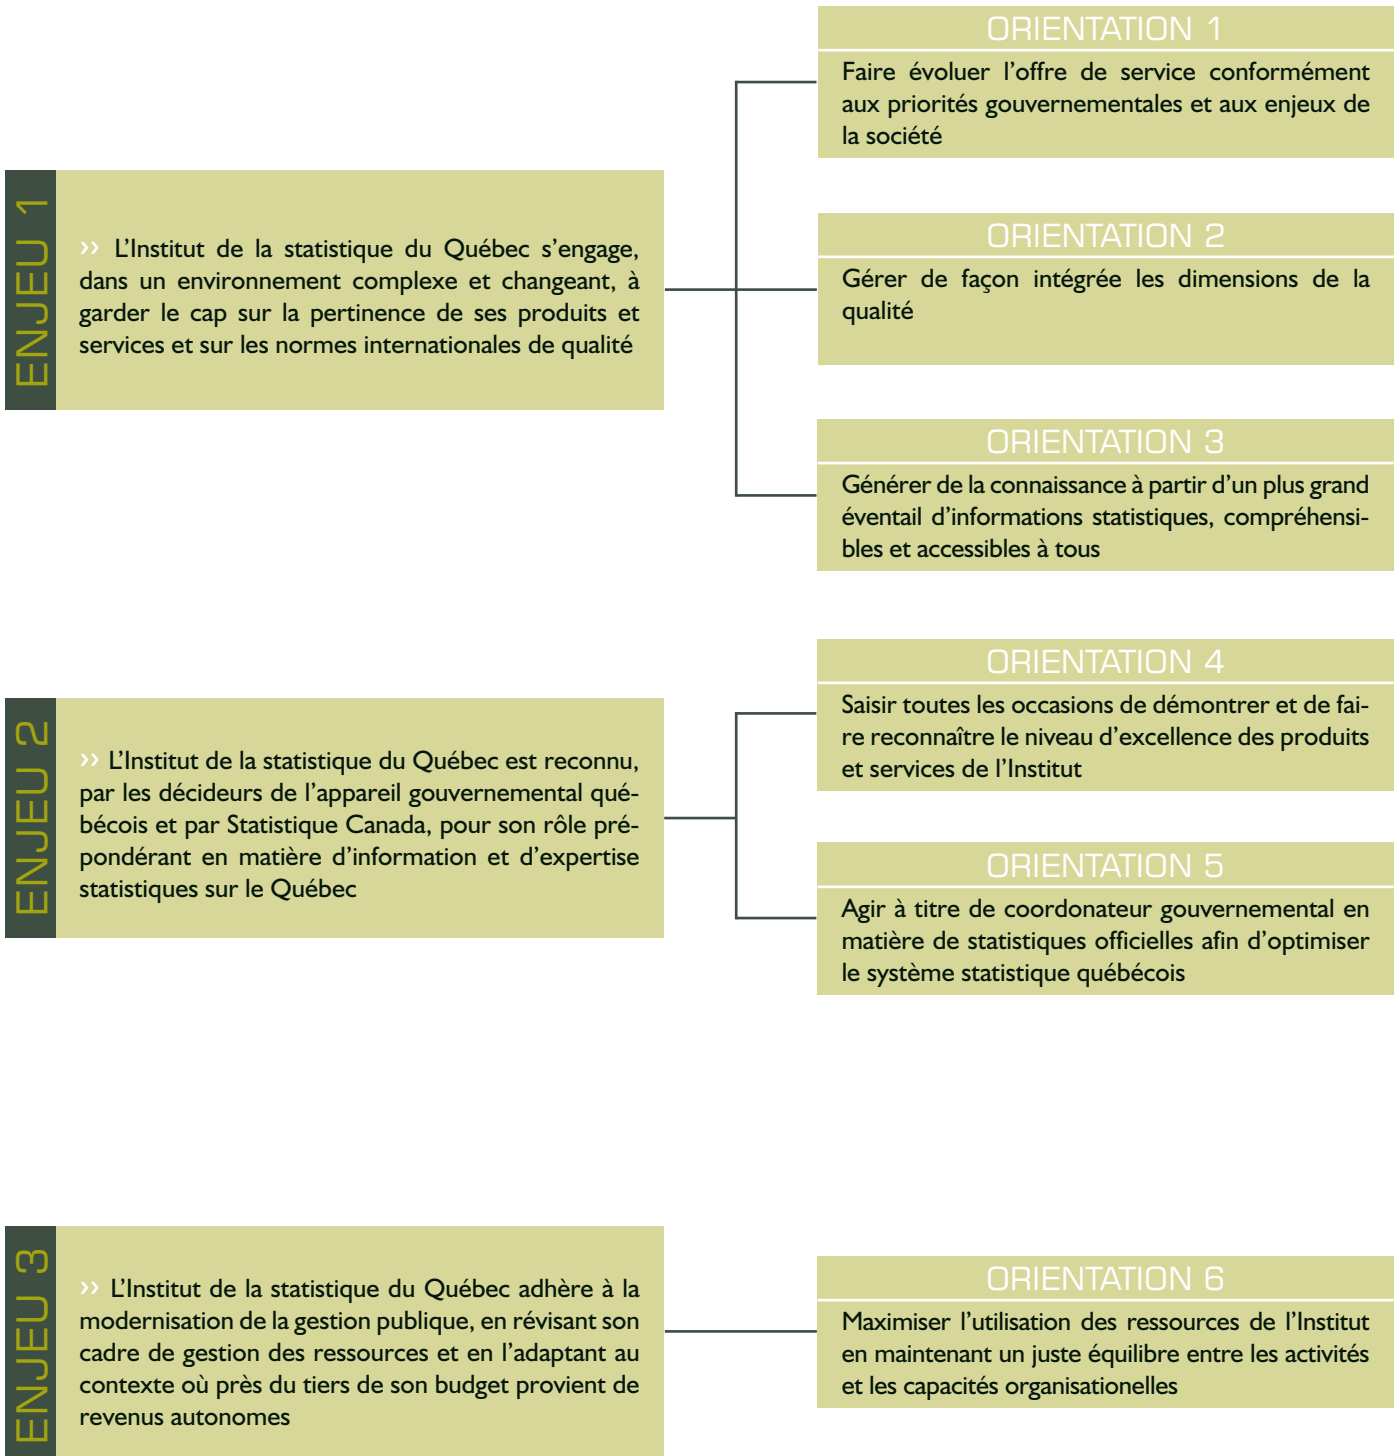 ENJEU 1
›› L’Institut de la statistique du Québec s’engage,
dans un environnement complexe et changeant, à
garder le cap sur la pertinence de ses produits et
services et sur les normes internationales de qualité
ORIENTATION 1
Faire évoluer l’offre de service conformément
aux priorités gouvernementales et aux enjeux de
la société
ORIENTATION 2
Gérer de façon intégrée les dimensions de la
qualité
ORIENTATION 3
Générer de la connaissance à partir d’un plus grand
éventail d’informations statistiques, compréhensi-
bles et accessibles à tous
ENJEU 2
›› L’Institut de la statistique du Québec est reconnu,
par les décideurs de l’appareil gouvernemental qué-
bécois et par Statistique Canada, pour son rôle pré-
pondérant en matière d’information et d’expertise
statistiques sur le Québec
ORIENTATION 4
Saisir toutes les occasions de démontrer et de fai-
re reconnaître le niveau d’excellence des produits
et services de l’Institut
ORIENTATION 5
Agir à titre de coordonateur gouvernemental en
matière de statistiques officielles afin d’optimiser
le système statistique québécois
ENJEU 3
›› L’Institut de la statistique du Québec adhère à la
modernisation de la gestion publique, en révisant son
cadre de gestion des ressources et en l’adaptant au
contexte où près du tiers de son budget provient de
revenus autonomes
ORIENTATION 6
Maximiser l’utilisation des ressources de l’Institut
en maintenant un juste équilibre entre les activités
et les capacités organisationelles